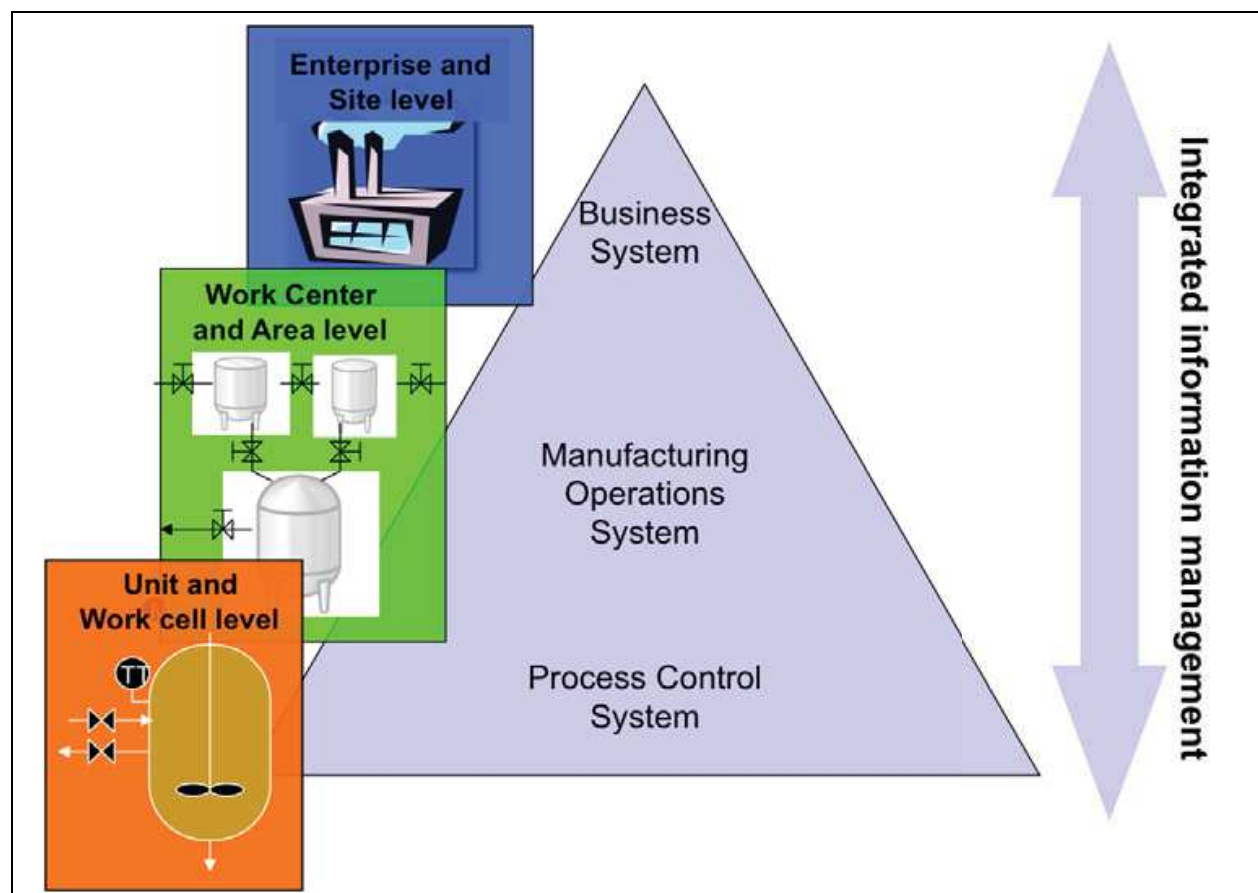 Enterprise and
Site level
Business
System
Work Center
and Area level
Manufacturing
Operations
System
Unit and
Work cell level
TT
Process Control
System
Integrated information management